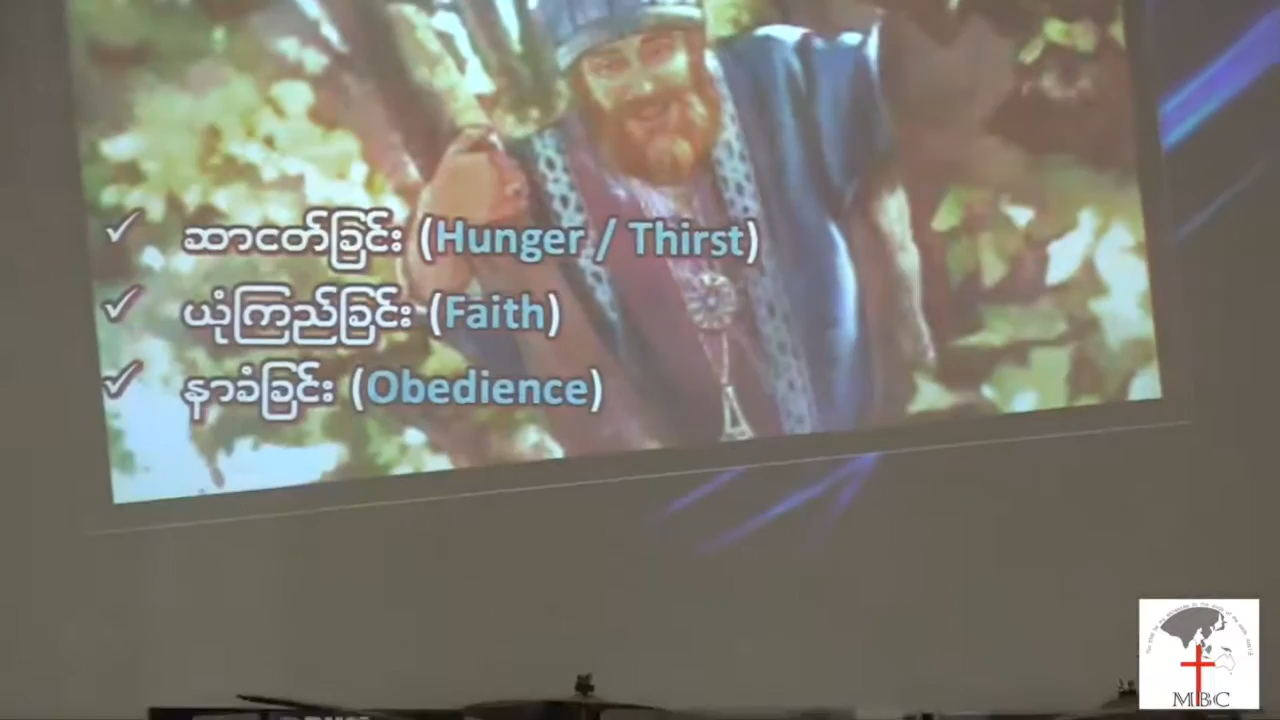 ✓ ဆာငတ်ခြင်း (Hunger / Thirst)
✓ ယုံကြည်ခြင်း (Faith)
✓ နာခံခြင်း (Obedience)
MBC